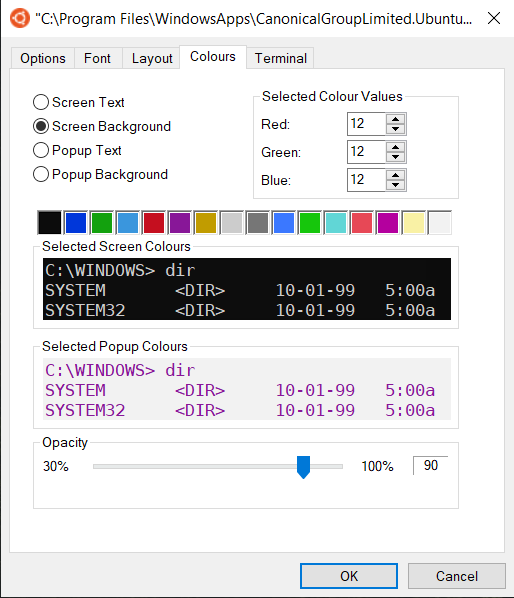 "C:\Program Files\WindowsApps\CanonicalGroupLimited.Ubuntu...
Options Font Layout Colours Terminal
Screen Text
Screen Background
Popup Text
Popup Background
Selected Colour Values
Red: 12
Green: 12
Blue: 12
Selected Screen Colours
C:\WINDOWS> dir
SYSTEM <DIR> 10-01-99 5:00a
SYSTEM32 <DIR> 10-01-99 5:00a
Selected Popup Colours
C:\WINDOWS> dir
SYSTEM <DIR> 10-01-99 5:00a
SYSTEM32 <DIR> 10-01-99 5:00a
Opacity
30% 100% 90
OK Cancel